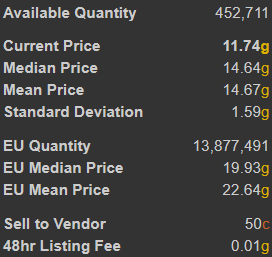 Available Quantity 452,711
Current Price 11.74g
Median Price 14.64g
Mean Price 14.67g
Standard Deviation 1.59g
EU Quantity 13,877,491
EU Median Price 19.93g
EU Mean Price 22.64g
Sell to Vendor 50c
48hr Listing Fee 0.01g